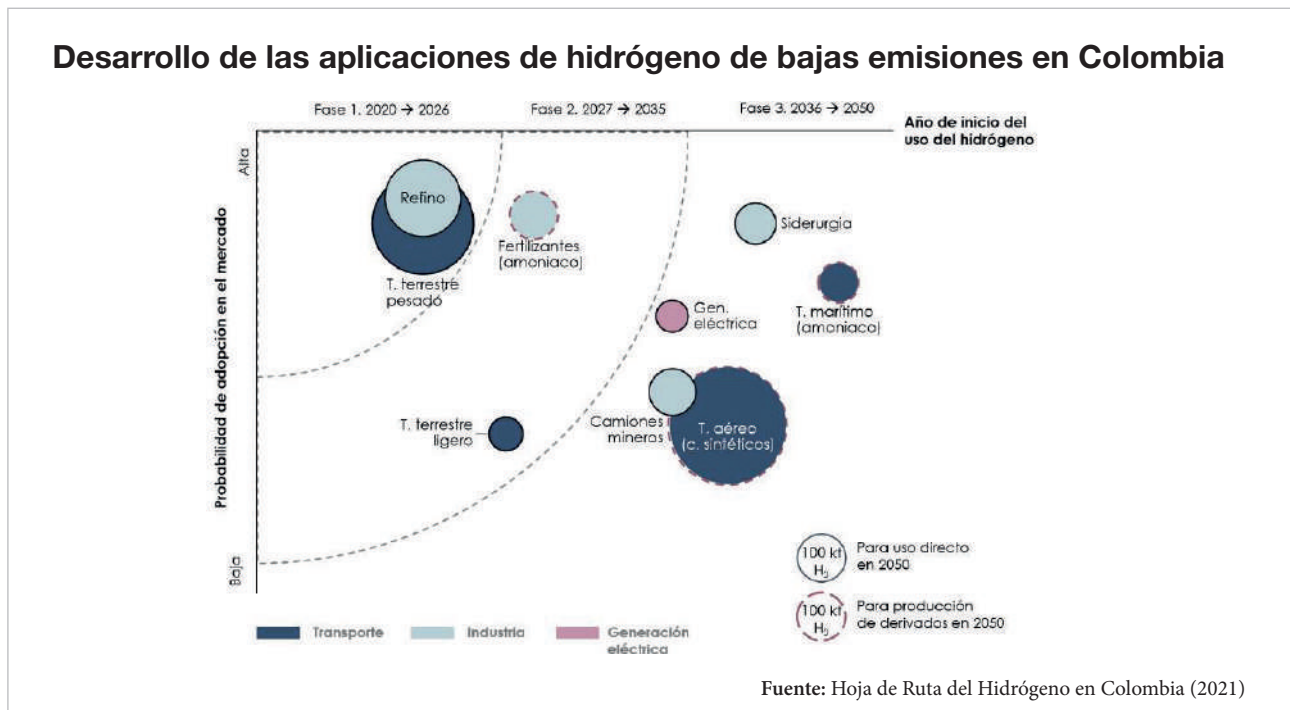 Desarrollo de las aplicaciones de hidrógeno de bajas emisiones en Colombia
Fase 1. 2020 → 2026
Fase 2. 2027 → 2035
Fase 3. 2036 → 2050
Año de inicio del
uso del hidrógeno
Alta
Probabilidad de adopción en el mercado
Baja
Refino
T. terrestre
pesado
Fertilizantes
(amoniaco)
Siderurgia
T. marítimo
(amoniaco)
Gen.
eléctrica
T. terrestre
ligero
Camiones
mineros
T. aéreo
(c. sintéticos)
100 kt
H₂
Para uso directo
en 2050
100 kt
H₂
Para producción
de derivados en 2050
Transporte
Industria
Generación
eléctrica
Fuente: Hoja de Ruta del Hidrógeno en Colombia (2021)